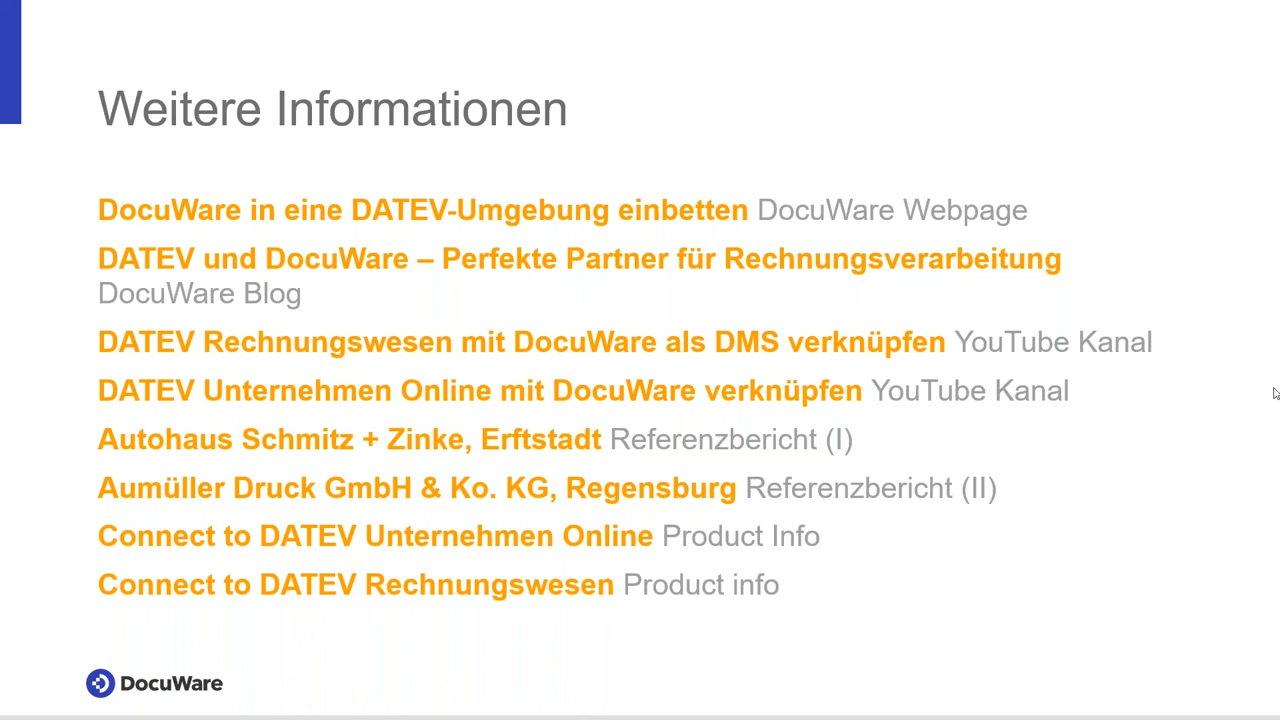 Weitere Informationen
DocuWare in eine DATEV-Umgebung einbetten DocuWare Webpage
DATEV und DocuWare – Perfekte Partner für Rechnungsverarbeitung
DocuWare Blog
DATEV Rechnungswesen mit DocuWare als DMS verknüpfen YouTube Kanal
DATEV Unternehmen Online mit DocuWare verknüpfen YouTube Kanal
Autohaus Schmitz + Zinke, Erftstadt Referenzbericht (I)
Aumüller Druck GmbH & Ko. KG, Regensburg Referenzbericht (II)
Connect to DATEV Unternehmen Online Product Info
Connect to DATEV Rechnungswesen Product info
DocuWare